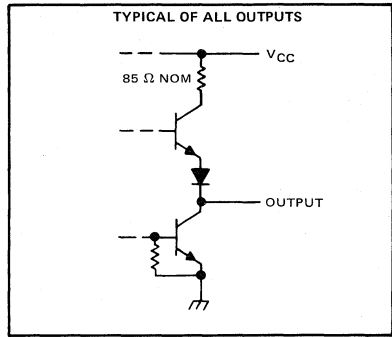 TYPICAL OF ALL OUTPUTS
VCC
85 Ω NOM
OUTPUT